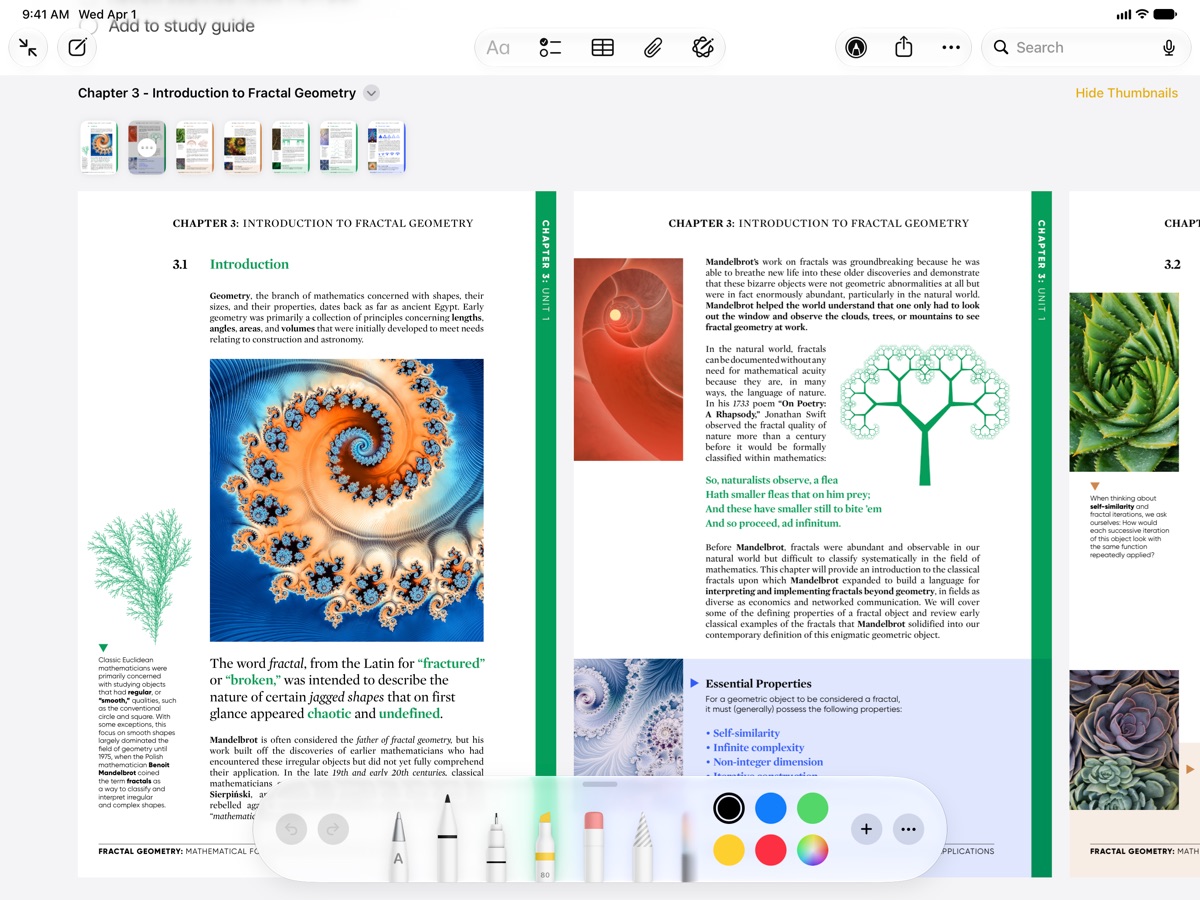 9:41 AM Wed Apr 1
Add to study guide
Aa
Search
Chapter 3 - Introduction to Fractal Geometry
Hide Thumbnails
CHAPTER 3: INTRODUCTION TO FRACTAL GEOMETRY
3.1 Introduction
Geometry, the branch of mathematics concerned with shapes, their
sizes, and their properties, dates back as far as ancient Egypt. Early
geometry was primarily a collection of principles concerning lengths,
angles, areas, and volumes that were initially developed to meet needs
relating to construction and astronomy.
Classic Euclidean
mathematicians were
primarily concerned
with studying objects
that had regular, or
“smooth,” qualities, such
as the conventional
circle and square. With
some exceptions, this
focus on smooth shapes
largely dominated the
field of geometry until
1975, when the Polish
mathematician Benoit
Mandelbrot coined
the term fractals as
a way to classify and
interpret irregular
and complex shapes.
The word fractal, from the Latin for “fractured”
or “broken,” was intended to describe the
nature of certain jagged shapes that on first
glance appeared chaotic and undefined.
Mandelbrot is often considered the father of fractal geometry, but his
work built off the discoveries of earlier mathematicians who had
encountered these irregular objects but did not yet fully comprehend
their application. In the late 19th and early 20th centuries, classical
mathematicians
Sierpiński,
rebelled
“mathematic
FRACTAL GEOMETRY: MATHEMATICAL FO
CHAPTER 3: UNIT 1
CHAPTER 3: INTRODUCTION TO FRACTAL GEOMETRY
Mandelbrot’s work on fractals was groundbreaking because he was
able to breathe new life into these older discoveries and demonstrate
that these bizarre objects were not geometric abnormalities at all but
were in fact enormously abundant, particularly in the natural world.
Mandelbrot helped the world understand that one only had to look
out the window and observe the clouds, trees, or mountains to see
fractal geometry at work.
In the natural world, fractals
can be documented without any
need for mathematical acuity
because they are, in many
ways, the language of nature.
In his 1733 poem “On Poetry:
A Rhapsody,” Jonathan Swift
observed the fractal quality of
nature more than a century
before it would be formally
classified within mathematics:
So, naturalists observe, a flea
Hath smaller fleas that on him prey;
And these have smaller still to bite ’em
And so proceed, ad infinitum.
Before Mandelbrot, fractals were abundant and observable in our
natural world but difficult to classify systematically in the field of
mathematics. This chapter will provide an introduction to the classical
fractals upon which Mandelbrot expanded to build a language for
interpreting and implementing fractals beyond geometry, in fields as
diverse as economics and networked communication. We will cover
some of the defining properties of a fractal object and review early
classical examples of the fractals that Mandelbrot solidified into our
contemporary definition of this enigmatic geometric object.
Essential Properties
For a geometric object to be considered a fractal,
it must (generally) possess the following properties:
• Self-similarity
• Infinite complexity
• Non-integer dimension
• Iterative construction
PPLICATIONS
CHAPTER 3: UNIT 1
CHAPT
3.2
When thinking about
self-similarity and
fractal iterations, we ask
ourselves: How would
each successive iteration
of this object look with
the same function
repeatedly applied?
FRACTAL GEOMETRY: MATH
A
80